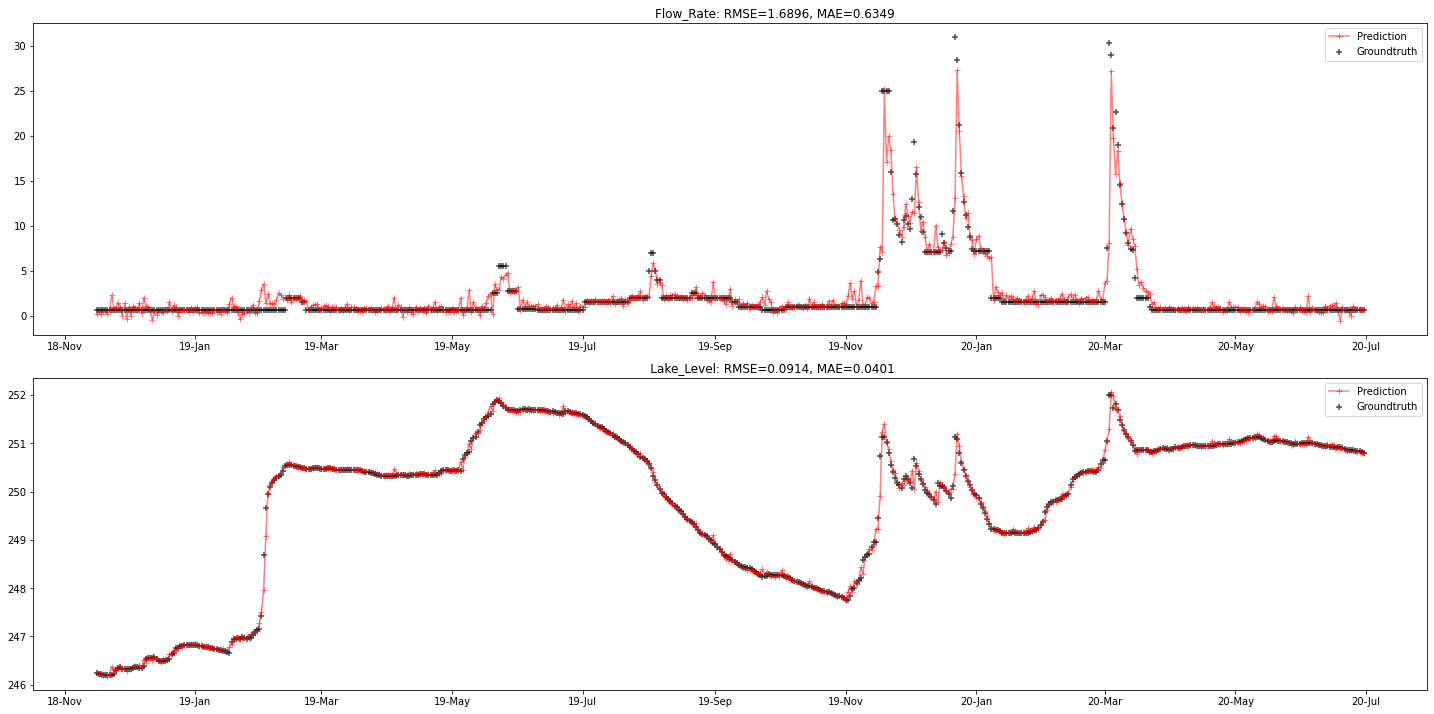 Flow_Rate: RMSE=1.6896, MAE=0.6349
Prediction
Groundtruth
30
25
20
15
10
5
0
18-Nov 19-Jan 19-Mar 19-May 19-Jul 19-Sep 19-Nov 20-Jan 20-Mar 20-May 20-Jul
Lake_Level: RMSE=0.0914, MAE=0.0401
Prediction
Groundtruth
252
251
250
249
248
247
246
18-Nov 19-Jan 19-Mar 19-May 19-Jul 19-Sep 19-Nov 20-Jan 20-Mar 20-May 20-Jul